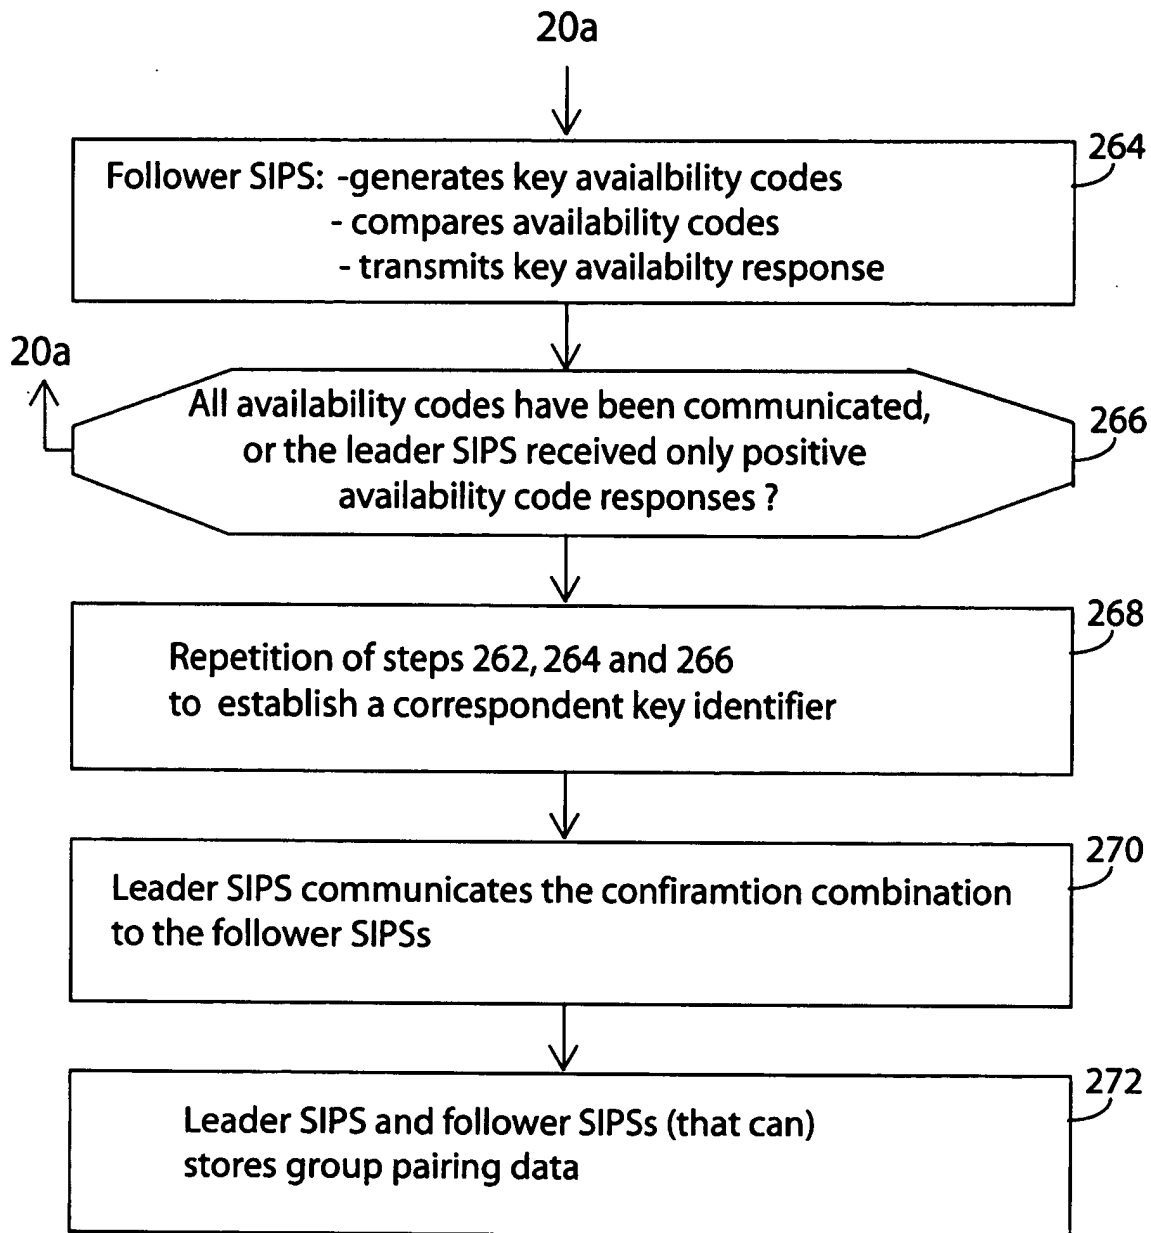 20a
264
Follower SIPS: -generates key avaialbility codes
- compares availability codes
- transmits key availabilty response
20a
All availability codes have been communicated,
or the leader SIPS received only positive
availability code responses ?
266
268
Repetition of steps 262, 264 and 266
to establish a correspondent key identifier
270
Leader SIPS communicates the confiramtion combination
to the follower SIPSs
272
Leader SIPS and follower SIPSs (that can)
stores group pairing data